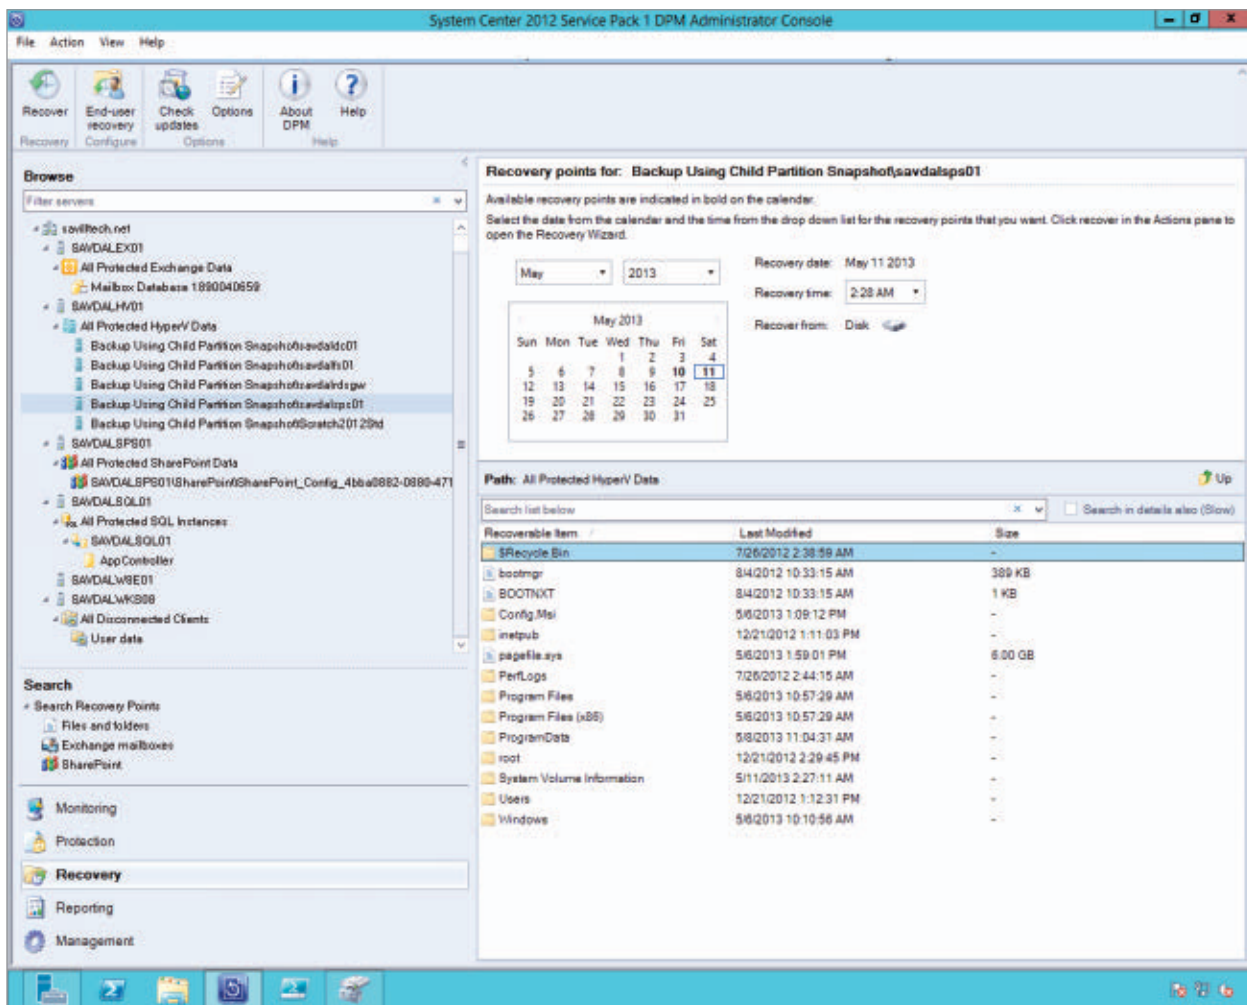 System Center 2012 Service Pack 1 DPM Administrator Console
File Action View Help
Recover
End-user recovery
Check updates
Options
About DPM
Help
Recovery
Configure
Options
Help
Browse
Filter servers
savilltech.net
SAVDALEX01
All Protected Exchange Data
Mailbox Database 1890040659
SAVDALHV01
All Protected HyperV Data
Backup Using Child Partition Snapshot\savdaldc01
Backup Using Child Partition Snapshot\savdalfs01
Backup Using Child Partition Snapshot\savdalrdsgw
Backup Using Child Partition Snapshot\savdalsps01
Backup Using Child Partition Snapshot\Scratch2012Std
SAVDALSPS01
All Protected SharePoint Data
SAVDALSPS01\SharePoint\SharePoint_Config_4bba0882-0880-471
SAVDALSQL01
All Protected SQL Instances
SAVDALSQL01
AppController
SAVDALWSE01
SAVDALWKS08
All Disconnected Clients
User data
Search
Search Recovery Points
Files and folders
Exchange mailboxes
SharePoint
Monitoring
Protection
Recovery
Reporting
Management
Recovery points for: Backup Using Child Partition Snapshot\savdalsps01
Available recovery points are indicated in bold on the calendar.
Select the date from the calendar and the time from the drop down list for the recovery points that you want. Click recover in the Actions pane to
open the Recovery Wizard.
May 2013
Recovery date: May 11 2013
Recovery time: 2:28 AM
Recover from: Disk
May 2013
Sun Mon Tue Wed Thu Fri Sat
1 2 3 4
5 6 7 8 9 10 11
12 13 14 15 16 17 18
19 20 21 22 23 24 25
26 27 28 29 30 31
Path: All Protected HyperV Data
Up
Search list below
Search in details also (Slow)
Recoverable Item Last Modified Size
$Recycle.Bin 7/26/2012 2:38:59 AM -
bootmgr 8/4/2012 10:33:15 AM 389 KB
BOOTNXT 8/4/2012 10:33:15 AM 1 KB
Config.Msi 5/6/2013 1:09:12 PM -
inetpub 12/21/2012 1:11:03 PM -
pagefile.sys 5/6/2013 1:59:01 PM 6.00 GB
PerfLogs 7/26/2012 2:44:15 AM -
Program Files 5/6/2013 10:57:29 AM -
Program Files (x86) 5/6/2013 10:57:29 AM -
ProgramData 5/8/2013 11:04:31 AM -
root 12/21/2012 2:29:45 PM -
System Volume Information 5/11/2013 2:27:11 AM -
Users 12/21/2012 1:12:31 PM -
Windows 5/6/2013 10:10:56 AM -